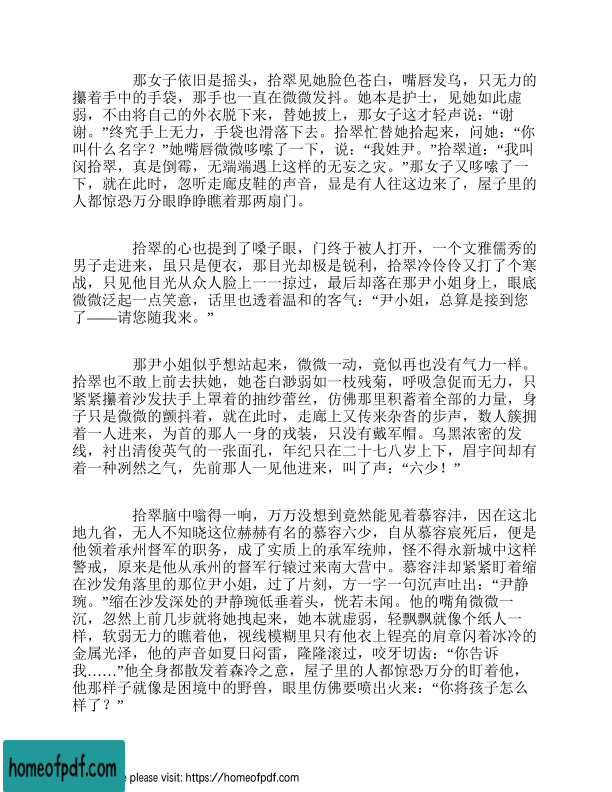 那女子依旧是摇头，拾翠见她脸色苍白，嘴唇发乌，只无力的
攥着手中的手袋，那手也一直在微微发抖。她本是护士，见她如此虚
弱，不由将自己的外衣脱下来，替她披上，那女子这才轻声说：“谢
谢。”终究手上无力，手袋也滑落下去。拾翠忙替她拾起来，问她：“你
叫什么名字？”她嘴唇微微哆嗦了一下，说：“我姓尹。”拾翠道：“我叫
闵拾翠，真是倒霉，无端端遇上这样的无妄之灾。”那女子又哆嗦了一
下，就在此时，忽听走廊皮鞋的声音，显是有人往这边来了，屋子里的
人都惊恐万分眼睁睁瞧着那两扇门。
拾翠的心也提到了嗓子眼，门终于被人打开，一个文雅儒秀的
男子走进来，虽只是便衣，那目光却极是锐利，拾翠冷伶伶又打了个寒
战，只见他目光从众人脸上一一掠过，最后却落在那尹小姐身上，眼底
微微泛起一点笑意，话里也透着温和的客气：“尹小姐，总算是接到您
了——请您随我来。”
那尹小姐似乎想站起来，微微一动，竟似再也没有气力一样。
拾翠也不敢上前去扶她，她苍白渺弱如一枝残菊，呼吸急促而无力，只
紧紧攥着沙发扶手上罩着的抽纱蕾丝，仿佛那里积蓄着全部的力量，身
子只是微微的颤抖着，就在此时，走廊上又传来杂沓的步声，数人簇拥
着一人进来，为首的那人一身的戎装，只没有戴军帽。乌黑浓密的发
线，衬出清俊英气的一张面孔，年纪只在二十七八岁上下，眉宇间却有
着一种冽然之气，先前那人一见他进来，叫了声：“六少！”
拾翠脑中嗡得一响，万万没想到竟然能见着慕容沣，因在这北
地九省，无人不知晓这位赫赫有名的慕容六少，自从慕容宸死后，便是
他领着承州督军的职务，成了实质上的承军统帅，怪不得永新城中这样
警戒，原来是他从承州的督军行辕过来南大营中。慕容沣却紧紧盯着缩
在沙发角落里的那位尹小姐，过了片刻，方一字一句沉声吐出：“尹静
琬。”缩在沙发深处的尹静琬低垂着头，恍若未闻。他的嘴角微微一
沉，忽然上前几步就将她拽起来，她本就虚弱，轻飘飘就像个纸人一
样，软弱无力的瞧着他，视线模糊里只有他衣上锃亮的肩章闪着冰冷的
金属光泽，他的声音如夏日闷雷，隆隆滚过，咬牙切齿：“你告诉
我……”他全身都散发着森冷之意，屋子里的人都惊恐万分的盯着他，
他那样子就像是困境中的野兽，眼里仿佛要喷出火来：“你将孩子怎么
样了？”
homeofpdf.com
e please visit: https://homeofpdf.com